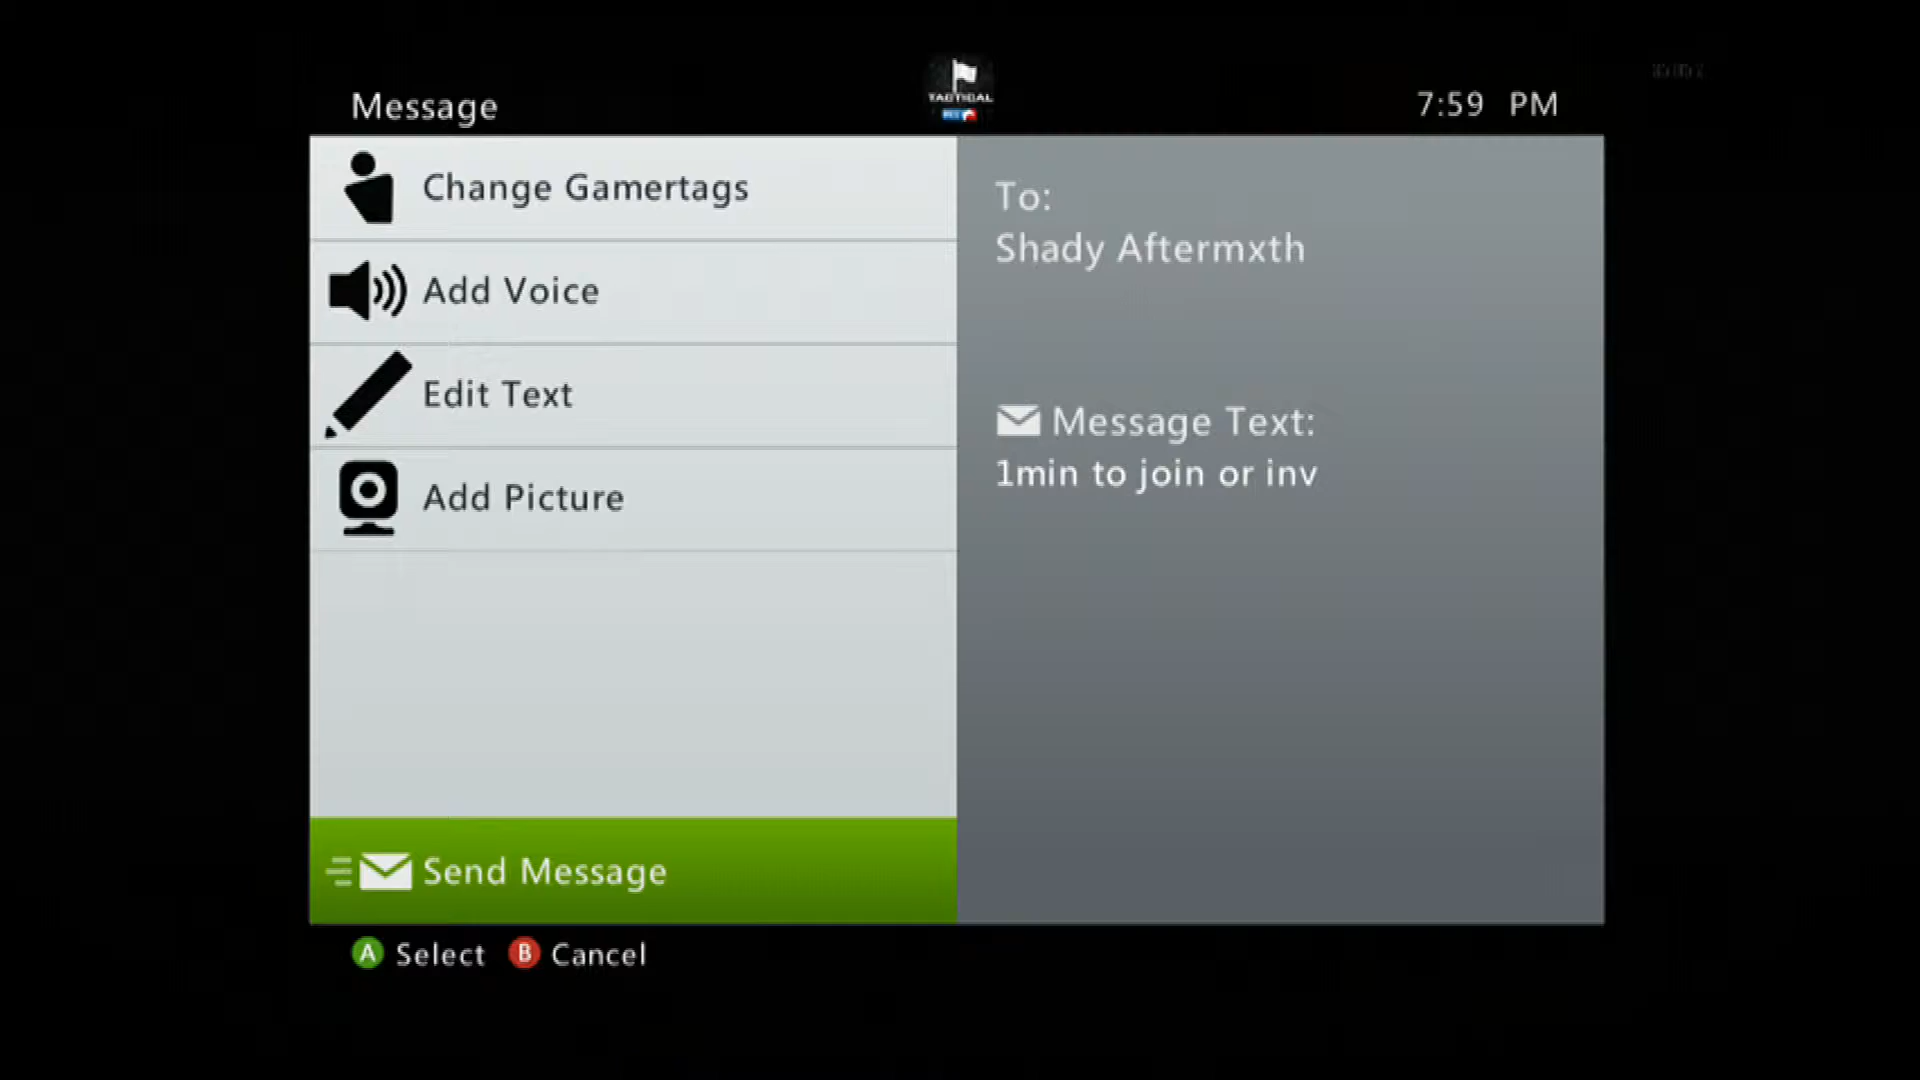 Message
TACTICAL
7:59 PM
Change Gamertags
Add Voice
Edit Text
Add Picture
Send Message
To:
Shady Aftermxth
Message Text:
1min to join or inv
A Select B Cancel